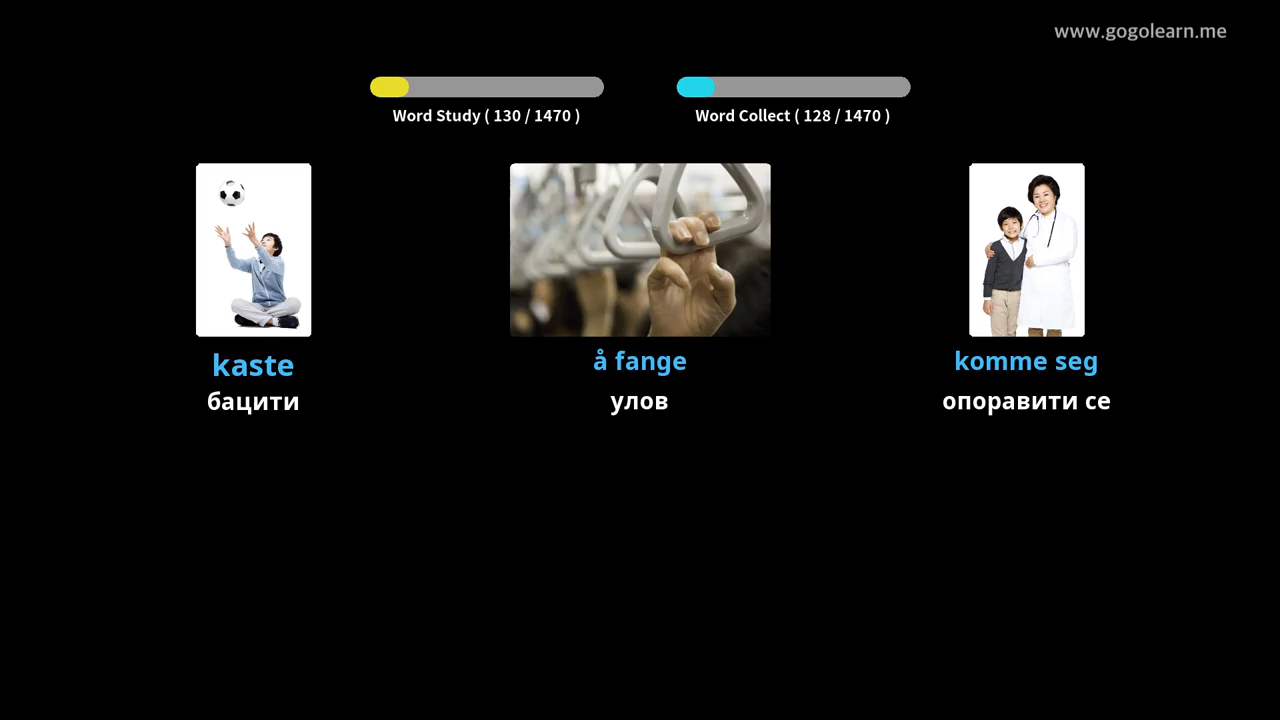 www.gogolearn.me
Word Study ( 130 / 1470 )
Word Collect ( 128 / 1470 )
kaste
å fange
komme seg
бацити
улов
опоравити се